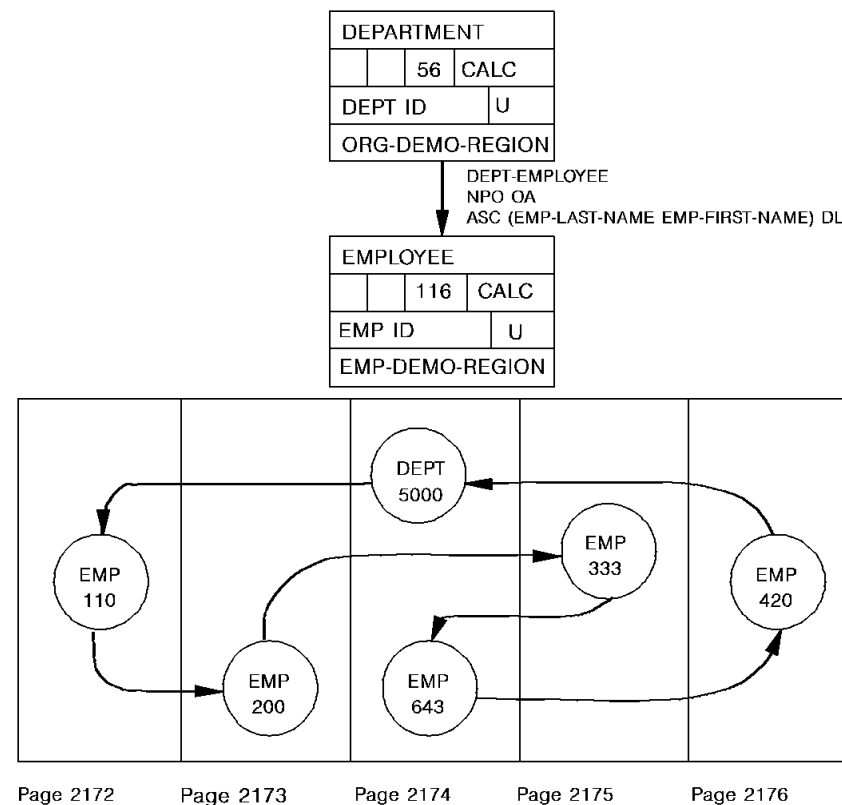 DEPARTMENT
56 CALC
DEPT ID U
ORG-DEMO-REGION
DEPT-EMPLOYEE
NPO OA
ASC (EMP-LAST-NAME EMP-FIRST-NAME) DL
EMPLOYEE
116 CALC
EMP ID U
EMP-DEMO-REGION
DEPT
5000
EMP
333
EMP
110
EMP
420
EMP
200
EMP
643
Page 2172 Page 2173 Page 2174 Page 2175 Page 2176